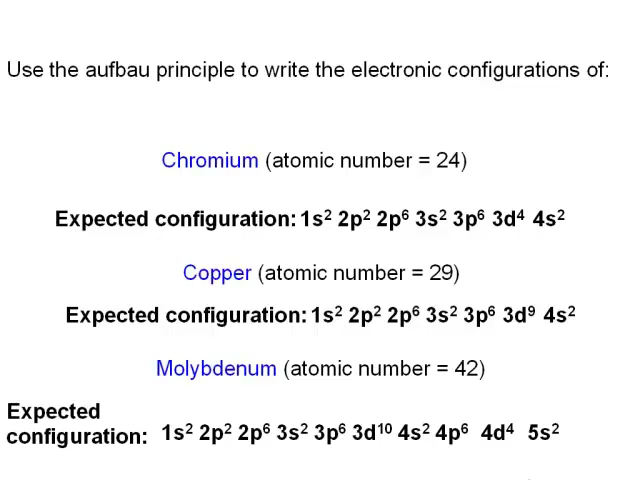 Use the aufbau principle to write the electronic configurations of:
Chromium (atomic number = 24)
Expected configuration: 1s² 2p² 2p⁶ 3s² 3p⁶ 3d⁴ 4s²
Copper (atomic number = 29)
Expected configuration: 1s² 2p² 2p⁶ 3s² 3p⁶ 3d⁹ 4s²
Molybdenum (atomic number = 42)
Expected
configuration: 1s² 2p² 2p⁶ 3s² 3p⁶ 3d¹⁰ 4s² 4p⁶ 4d⁴ 5s²